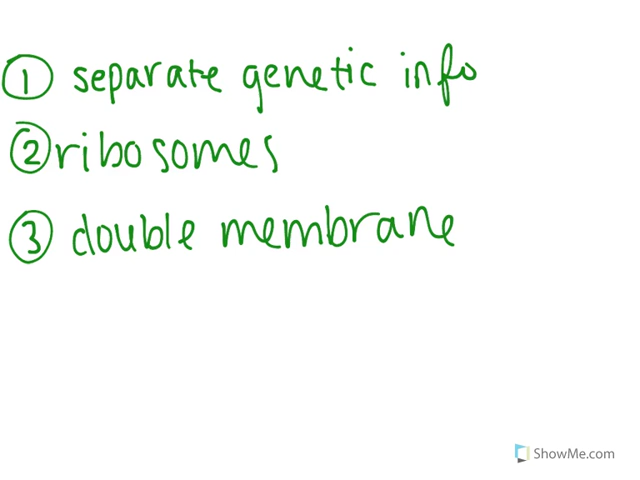 ① separate genetic info
② ribosomes
③ double membrane
ShowMe.com